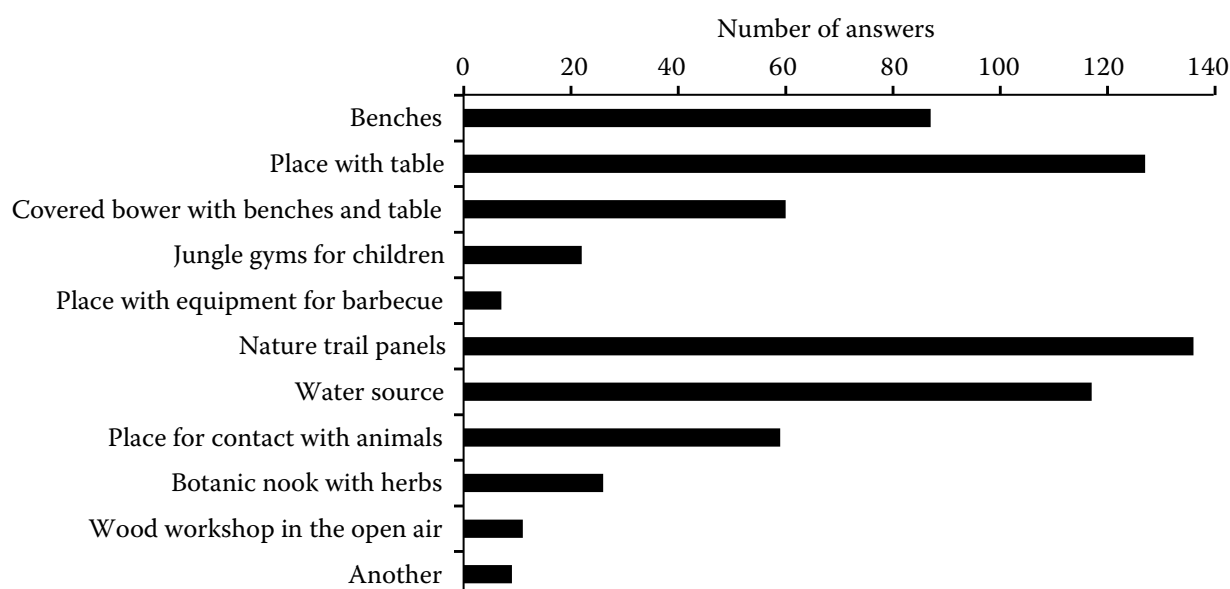 Number of answers
0 20 40 60 80 100 120 140
Benches
Place with table
Covered bower with benches and table
Jungle gyms for children
Place with equipment for barbecue
Nature trail panels
Water source
Place for contact with animals
Botanic nook with herbs
Wood workshop in the open air
Another